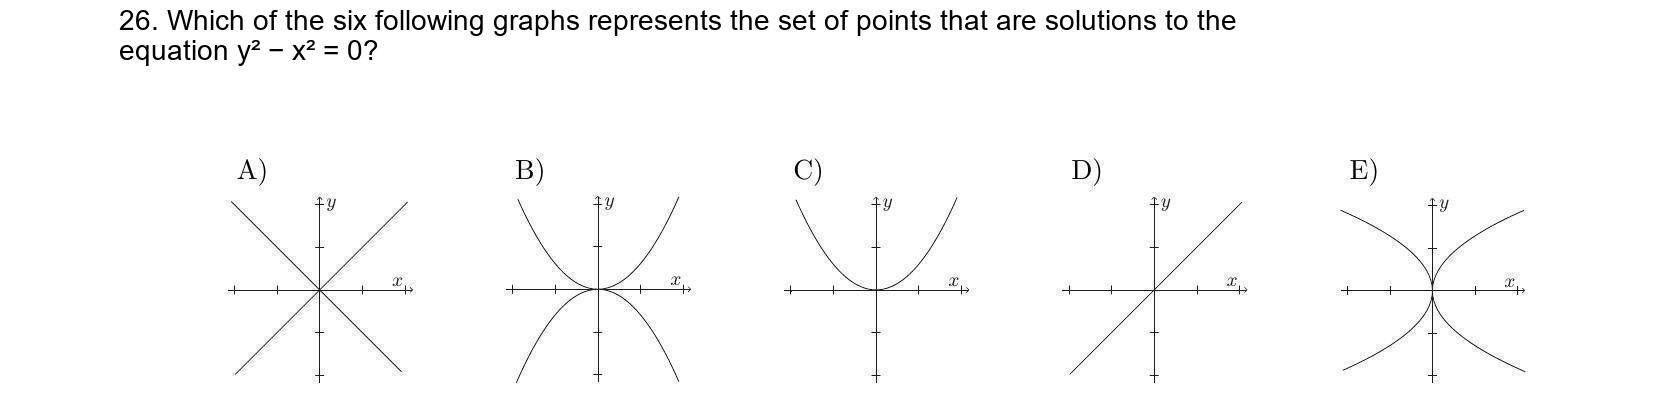 26. Which of the six following graphs represents the set of points that are solutions to the
equation y² − x² = 0?
A) B) C) D) E)
y y y y y
x x x x x